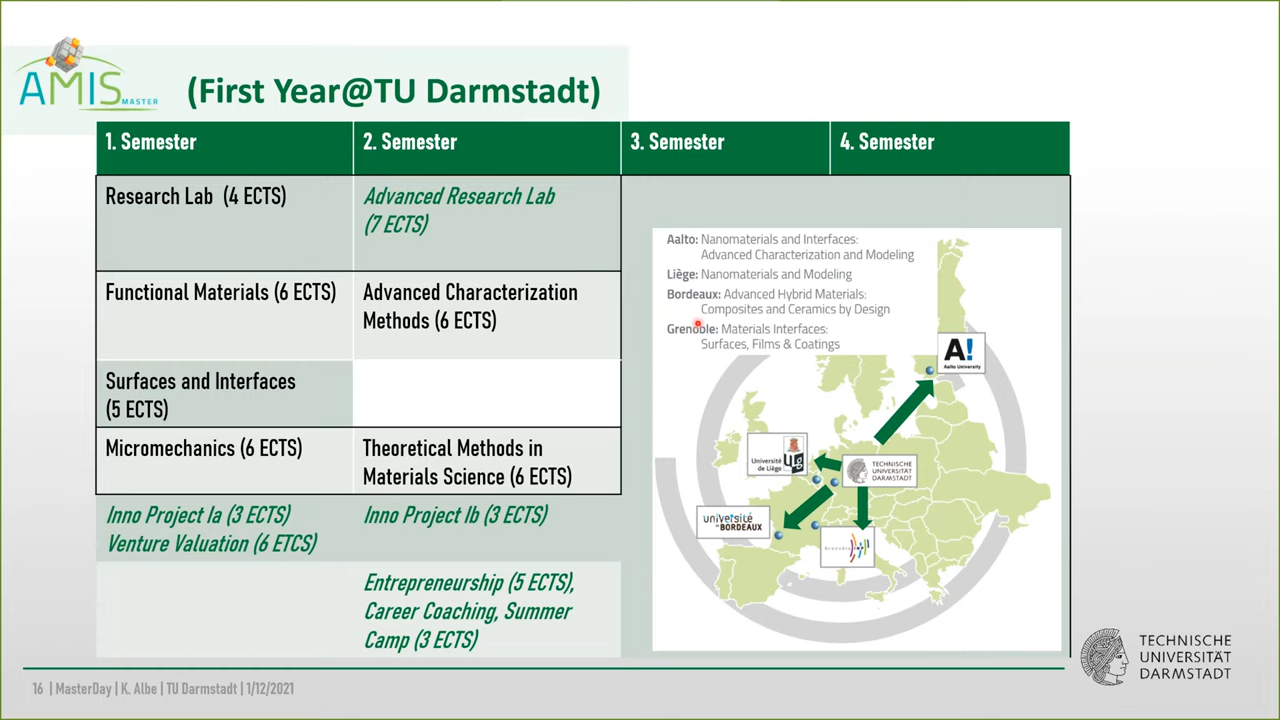 AMIS MASTER
(First Year@TU Darmstadt)
1. Semester
2. Semester
3. Semester
4. Semester
Research Lab (4 ECTS)
Advanced Research Lab
(7 ECTS)
Functional Materials (6 ECTS)
Advanced Characterization
Methods (6 ECTS)
Surfaces and Interfaces
(5 ECTS)
Micromechanics (6 ECTS)
Theoretical Methods in
Materials Science (6 ECTS)
Inno Project Ia (3 ECTS)
Venture Valuation (6 ETCS)
Inno Project Ib (3 ECTS)
Entrepreneurship (5 ECTS),
Career Coaching, Summer
Camp (3 ECTS)
Aalto: Nanomaterials and Interfaces:
Advanced Characterization and Modeling
Liège: Nanomaterials and Modeling
Bordeaux: Advanced Hybrid Materials:
Composites and Ceramics by Design
Grenoble: Materials Interfaces:
Surfaces, Films & Coatings
A!
Aalto University
Université
de Liège
TECHNISCHE
UNIVERSITÄT
DARMSTADT
université
de BORDEAUX
Grenoble INP
TECHNISCHE
UNIVERSITÄT
DARMSTADT
16 | MasterDay | K. Albe | TU Darmstadt | 1/12/2021